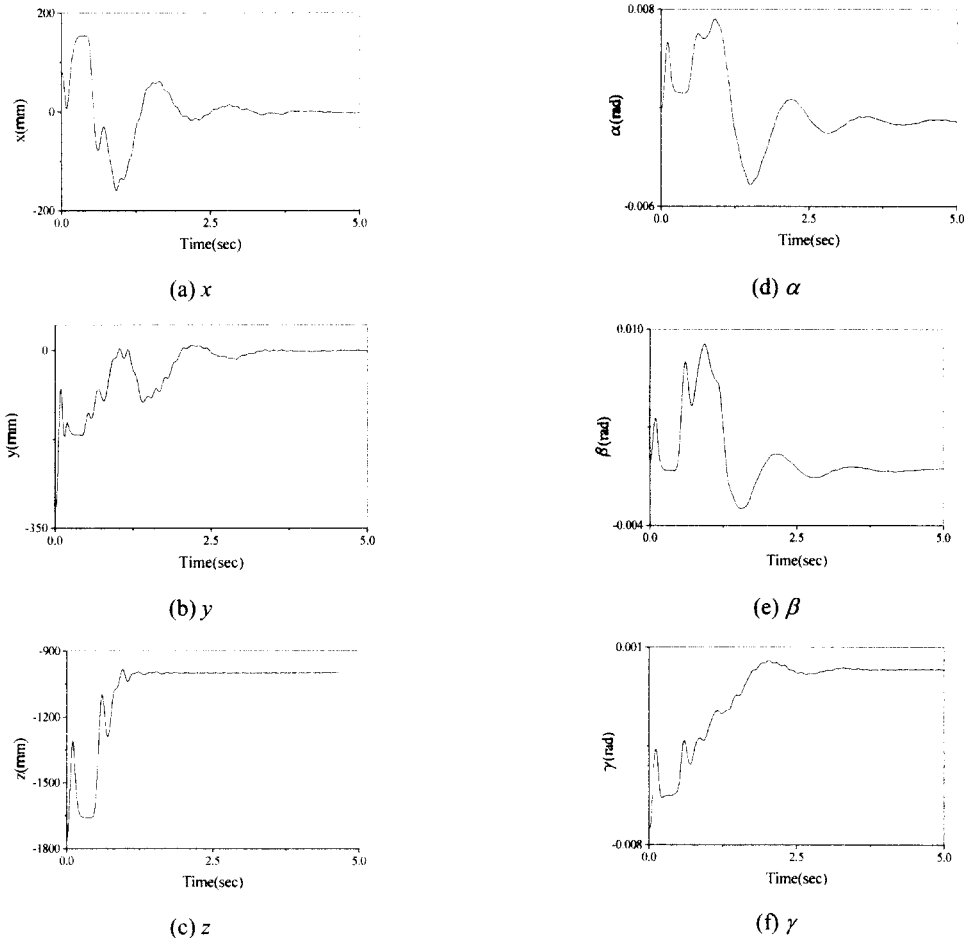 200
x(mm)
0
-200
0.0 2.5 5.0
Time(sec)
(a) x
0.008
α(rad)
-0.006
0.0 2.5 5.0
Time(sec)
(d) α
0
y(mm)
-350
0.0 2.5 5.0
Time(sec)
(b) y
0.010
β(rad)
-0.004
0.0 2.5 5.0
Time(sec)
(e) β
-900
-1200
z(mm)
-1500
-1800
0.0 2.5 5.0
Time(sec)
(c) z
0.001
γ(rad)
-0.008
0.0 2.5 5.0
Time(sec)
(f) γ